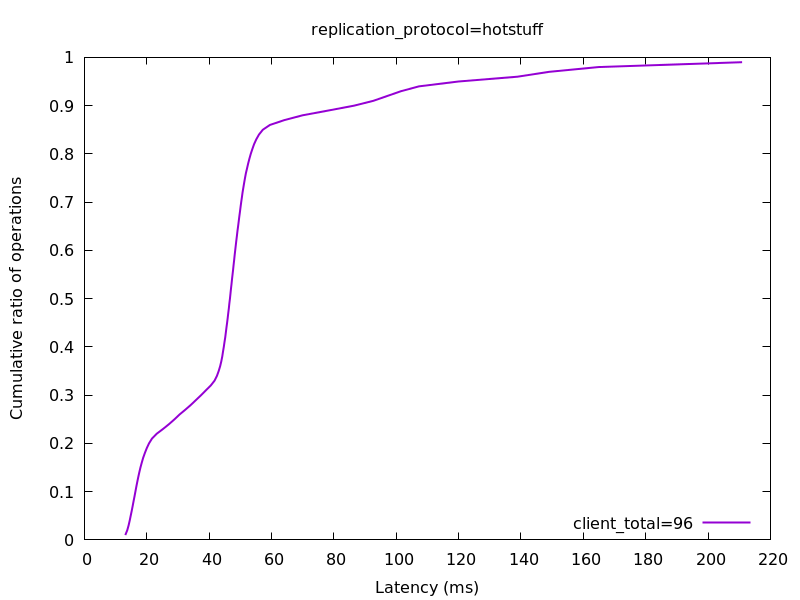 replication_protocol=hotstuff
1
0.9
0.8
0.7
0.6
0.5
0.4
0.3
0.2
0.1
0
Cumulative ratio of operations
client_total=96
0 20 40 60 80 100 120 140 160 180 200 220
Latency (ms)